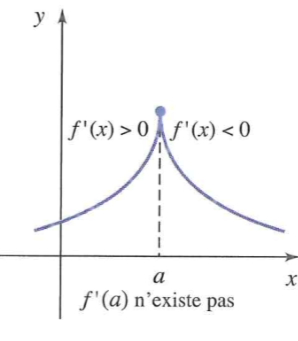 y
f'(x) > 0 f'(x) < 0
a
x
f'(a) n'existe pas